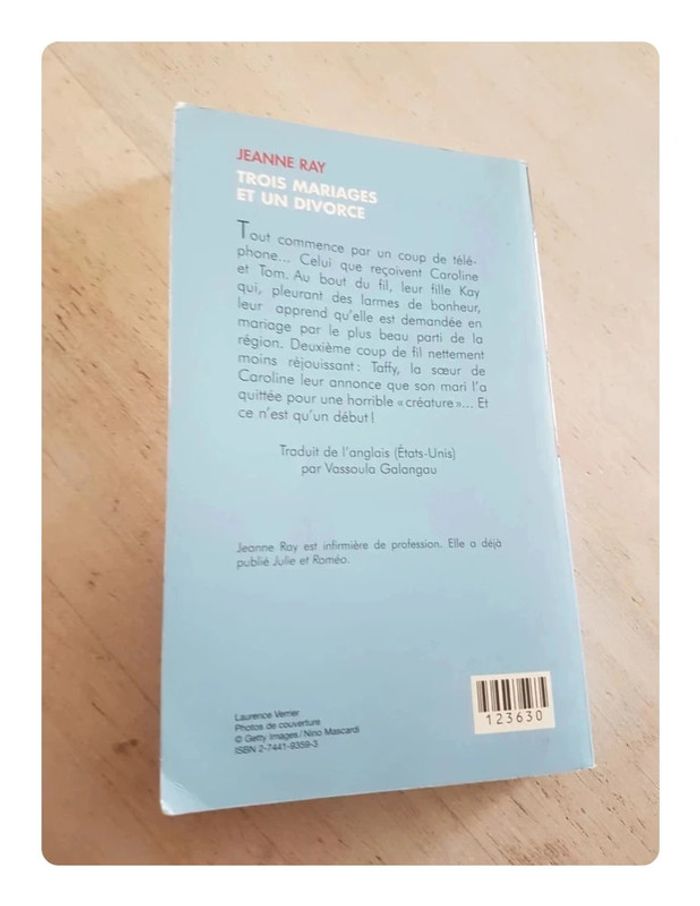 JEANNE RAY
TROIS MARIAGES
ET UN DIVORCE
Tout commence par un coup de télé-
phone... Celui que reçoivent Caroline
et Tom. Au bout du fil, leur fille Kay
qui, pleurant des larmes de bonheur,
leur apprend qu'elle est demandée en
mariage par le plus beau parti de la
région. Deuxième coup de fil nettement
moins réjouissant : Taffy, la sœur de
Caroline leur annonce que son mari l'a
quittée pour une horrible « créature »... Et
ce n'est qu'un début !
Traduit de l'anglais (États-Unis)
par Vassoula Galangau
Jeanne Ray est infirmière de profession. Elle a déjà
publié Julie et Roméo.
Laurence Verrier
Photos de couverture
© Getty Images / Nino Mascardi
ISBN 2-7441-9359-3
123630